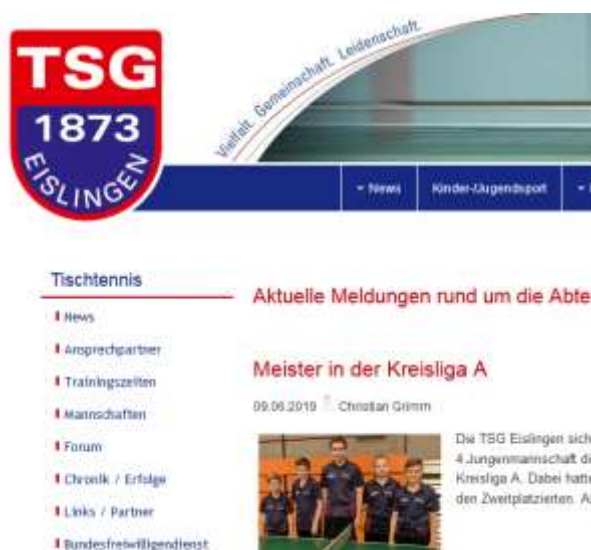 TSG
1873
EISLINGEN
Vielfalt. Gemeinschaft. Leidenschaft.
News
Kinder-/Jugendsport
Tischtennis
News
Ansprechpartner
Trainingszeiten
Mannschaften
Forum
Chronik / Erfolge
Links / Partner
Bundesfreiwilligendienst
Aktuelle Meldungen rund um die Abte
Meister in der Kreisliga A
09.06.2019 Christian Grimm
Die TSG Eislingen sich
4.Jungenmannschaft di
Kreisliga A. Dabei hatte
den Zweitplatzierten. A